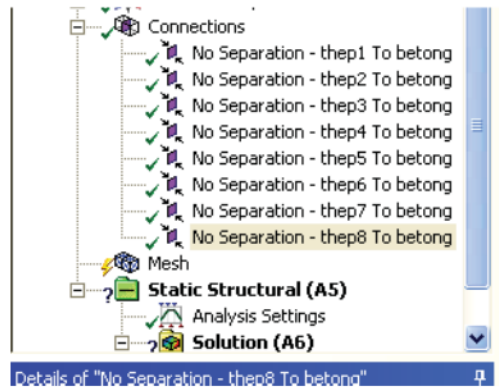 Connections
No Separation - thep1 To betong
No Separation - thep2 To betong
No Separation - thep3 To betong
No Separation - thep4 To betong
No Separation - thep5 To betong
No Separation - thep6 To betong
No Separation - thep7 To betong
No Separation - thep8 To betong
Mesh
Static Structural (A5)
Analysis Settings
Solution (A6)
Details of "No Separation - thep8 To betong"